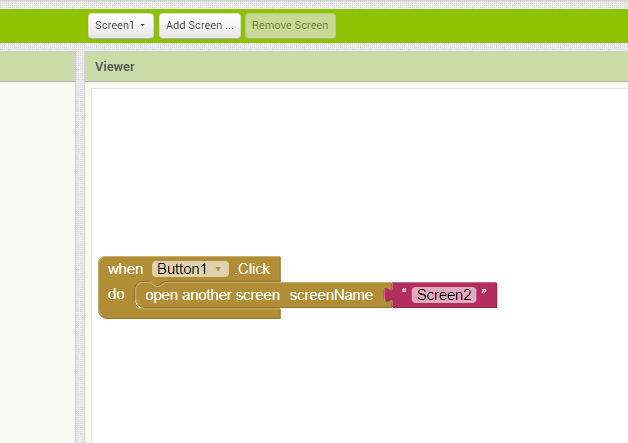 Screen1 Add Screen ... Remove Screen
Viewer
when Button1 .Click
do open another screen screenName “ Screen2 ”